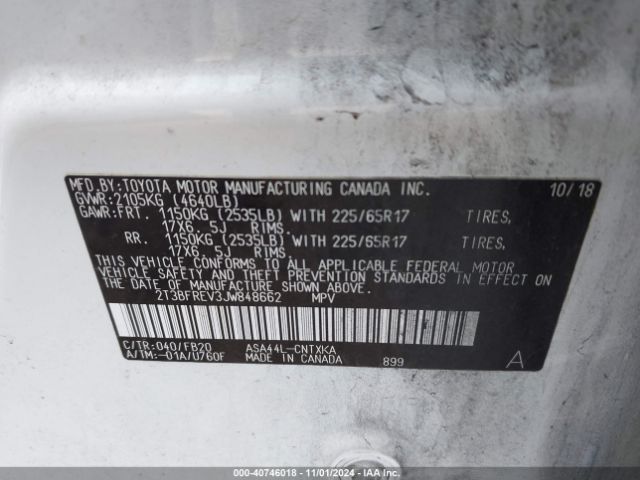 MFD.BY:TOYOTA MOTOR MANUFACTURING CANADA INC. 10/18
GVWR:2105KG (4640LB)
GAWR:FRT. 1150KG (2535LB) WITH 225/65R17 TIRES,
17X6. 5J RIMS.
RR. 1150KG (2535LB) WITH 225/65R17 TIRES,
17X6. 5J RIMS.
THIS VEHICLE CONFORMS TO ALL APPLICABLE FEDERAL MOTOR
VEHICLE SAFETY AND THEFT PREVENTION STANDARDS IN EFFECT ON
THE DATE OF MANUFACTURE SHOWN ABOVE.
2T3BFREV3JW848662 MPV
C/TR:040/FB20 ASA44L-CNTXKA
A/TM:-01A/U760F MADE IN CANADA 899 A
000-40746018 - 11/01/2024 - IAA Inc.